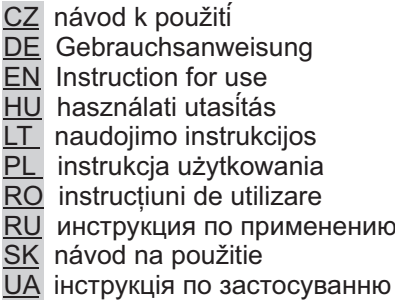 CZ návod k použití
DE Gebrauchsanweisung
EN Instruction for use
HU használati utasítás
LT naudojimo instrukcijos
PL instrukcja użytkowania
RO instrucțiuni de utilizare
RU инструкция по применению
SK návod na použitie
UA інструкція по застосуванню